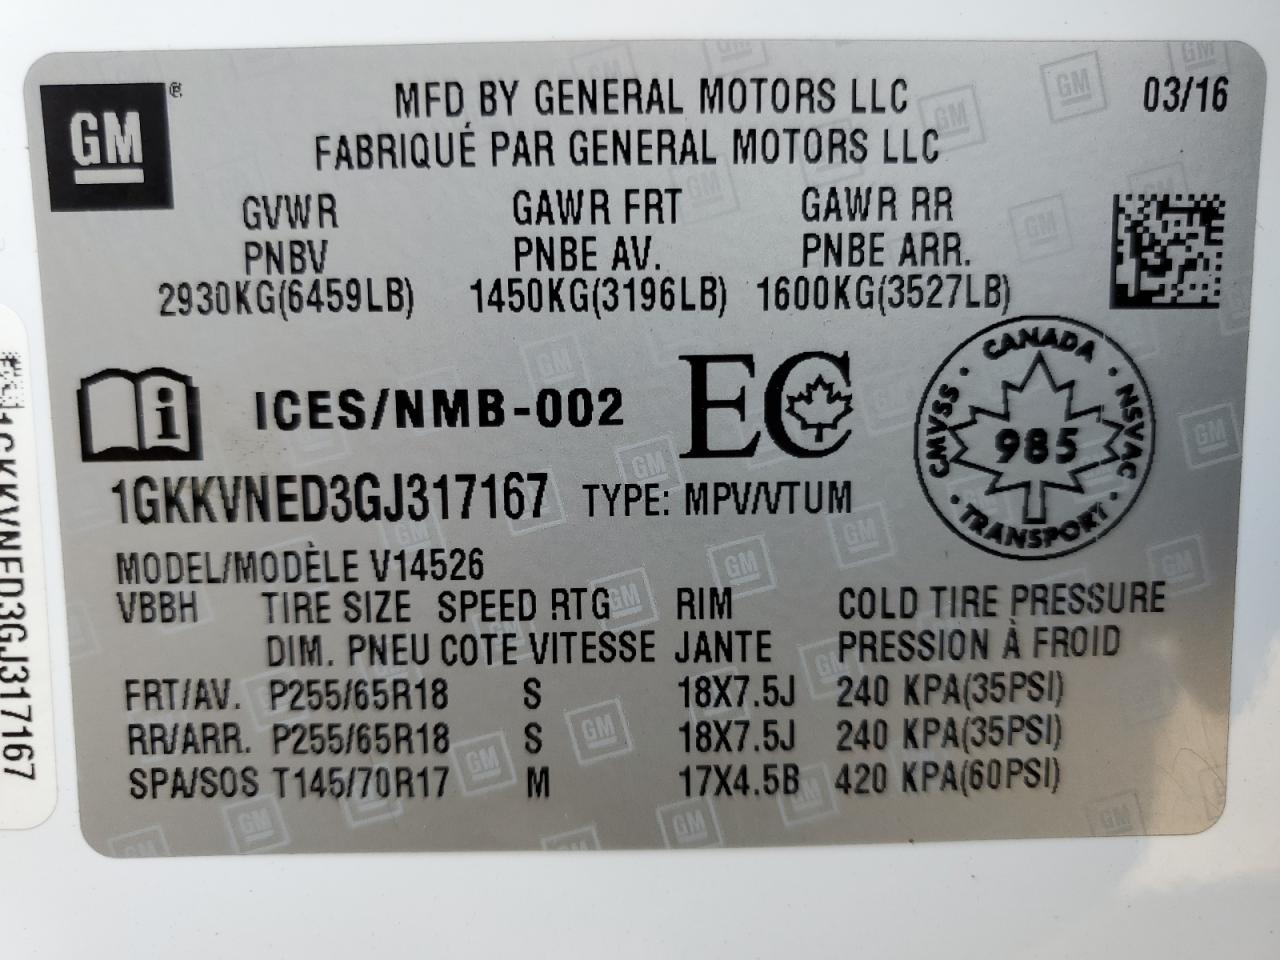 GM ®
MFD BY GENERAL MOTORS LLC 03/16
FABRIQUÉ PAR GENERAL MOTORS LLC
GVWR GAWR FRT GAWR RR
PNBV PNBE AV. PNBE ARR.
2930KG(6459LB) 1450KG(3196LB) 1600KG(3527LB)
ICES/NMB-002 EC
CANADA · NSVAC · TRANSPORT · CMVSS ·
985
1GKKVNED3GJ317167 TYPE: MPV/VTUM
MODEL/MODÈLE V14526
VBBH TIRE SIZE SPEED RTG RIM COLD TIRE PRESSURE
DIM. PNEU COTE VITESSE JANTE PRESSION À FROID
FRT/AV. P255/65R18 S 18X7.5J 240 KPA(35PSI)
RR/ARR. P255/65R18 S 18X7.5J 240 KPA(35PSI)
SPA/SOS T145/70R17 M 17X4.5B 420 KPA(60PSI)
1GKKVNED3GJ317167